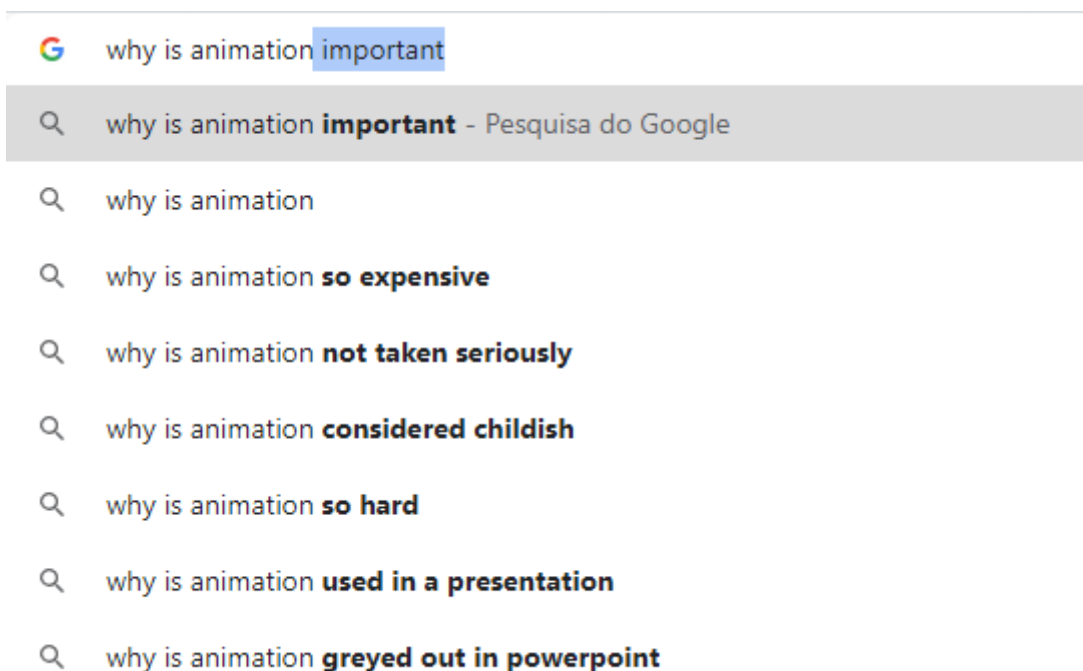 why is animation important
why is animation important - Pesquisa do Google
why is animation
why is animation so expensive
why is animation not taken seriously
why is animation considered childish
why is animation so hard
why is animation used in a presentation
why is animation greyed out in powerpoint